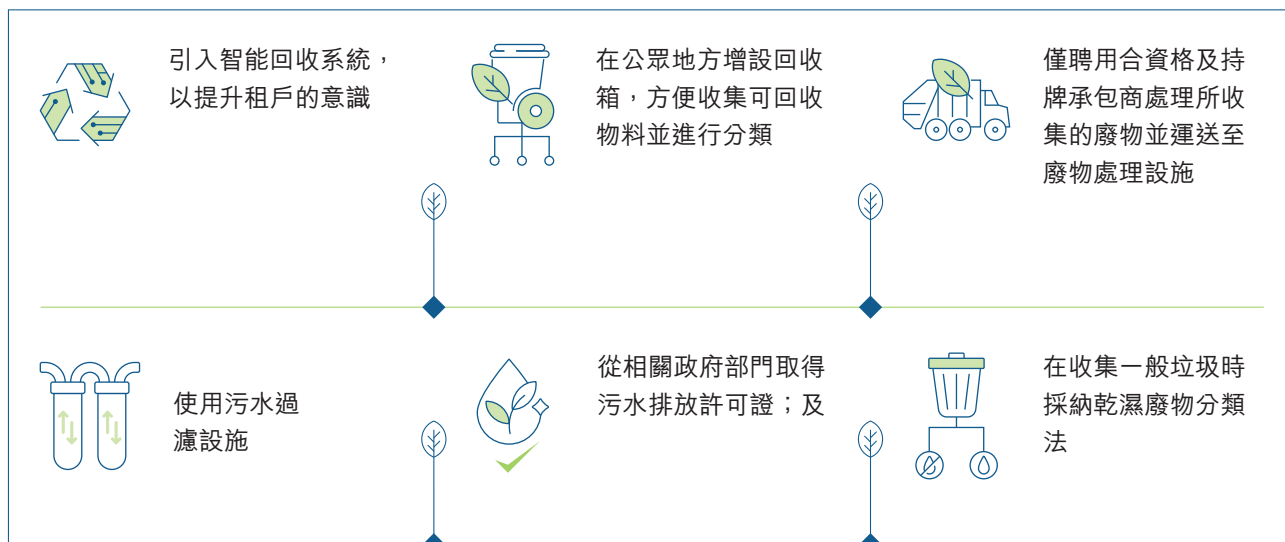 引入智能回收系統，
以提升租戶的意識
在公眾地方增設回收
箱，方便收集可回收
物料並進行分類
僅聘用合資格及持
牌承包商處理所收
集的廢物並運送至
廢物處理設施
使用污水過
濾設施
從相關政府部門取得
污水排放許可證；及
在收集一般垃圾時
採納乾濕廢物分類
法